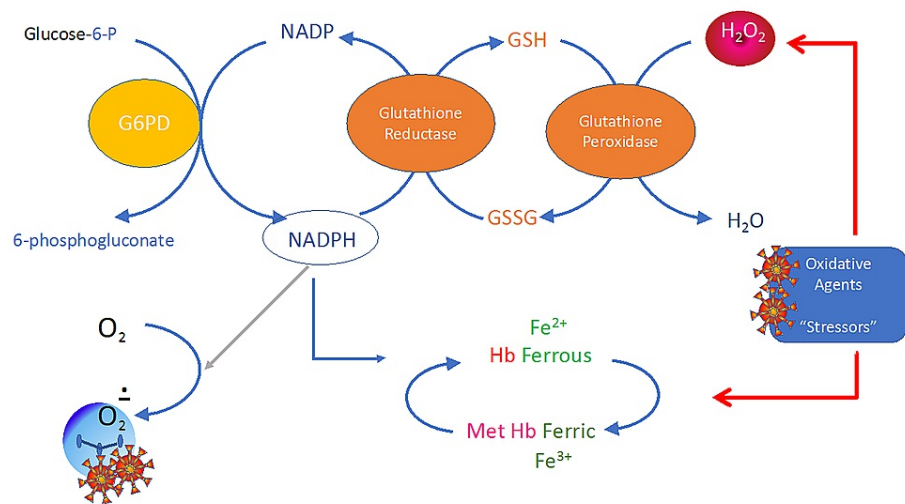 Glucose-6-P
NADP
GSH
H₂O₂
G6PD
Glutathione
Reductase
Glutathione
Peroxidase
6-phosphogluconate
NADPH
GSSG
H₂O
Oxidative
Agents
"Stressors"
O₂
Fe²⁺
Hb Ferrous
O₂∸
Met Hb Ferric
Fe³⁺